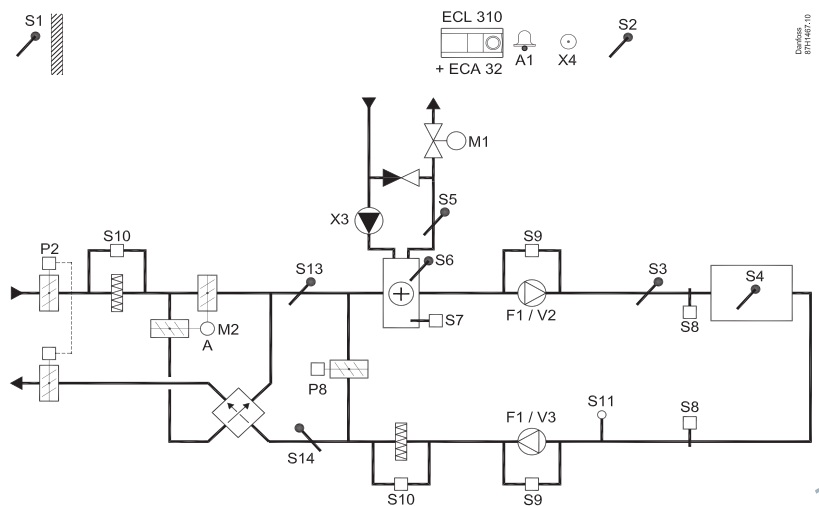 S1
ECL 310
+ ECA 32
A1
X4
S2
Danfoss
87H1467.10
M1
X3
S5
S10
P2
S13
S6
S9
S3
S4
M2
A
S7
F1 / V2
S8
P8
S14
F1 / V3
S11
S8
S10
S9